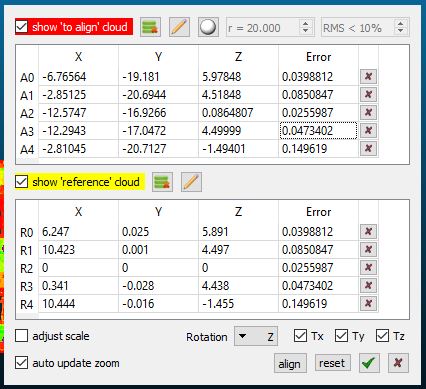 show 'to align' cloud r = 20.000 RMS < 10%
X Y Z Error
A0 -6.76564 -19.181 5.97848 0.0398812
A1 -2.85125 -20.6944 4.51848 0.0850847
A2 -12.5747 -16.9266 0.0864807 0.0255987
A3 -12.2943 -17.0472 4.49999 0.0473402
A4 -2.81045 -20.7127 -1.49401 0.149619
show 'reference' cloud
X Y Z Error
R0 6.247 0.025 5.891 0.0398812
R1 10.423 0.001 4.497 0.0850847
R2 0 0 0 0.0255987
R3 0.341 -0.028 4.438 0.0473402
R4 10.444 -0.016 -1.455 0.149619
adjust scale Rotation Z Tx Ty Tz
auto update zoom align reset